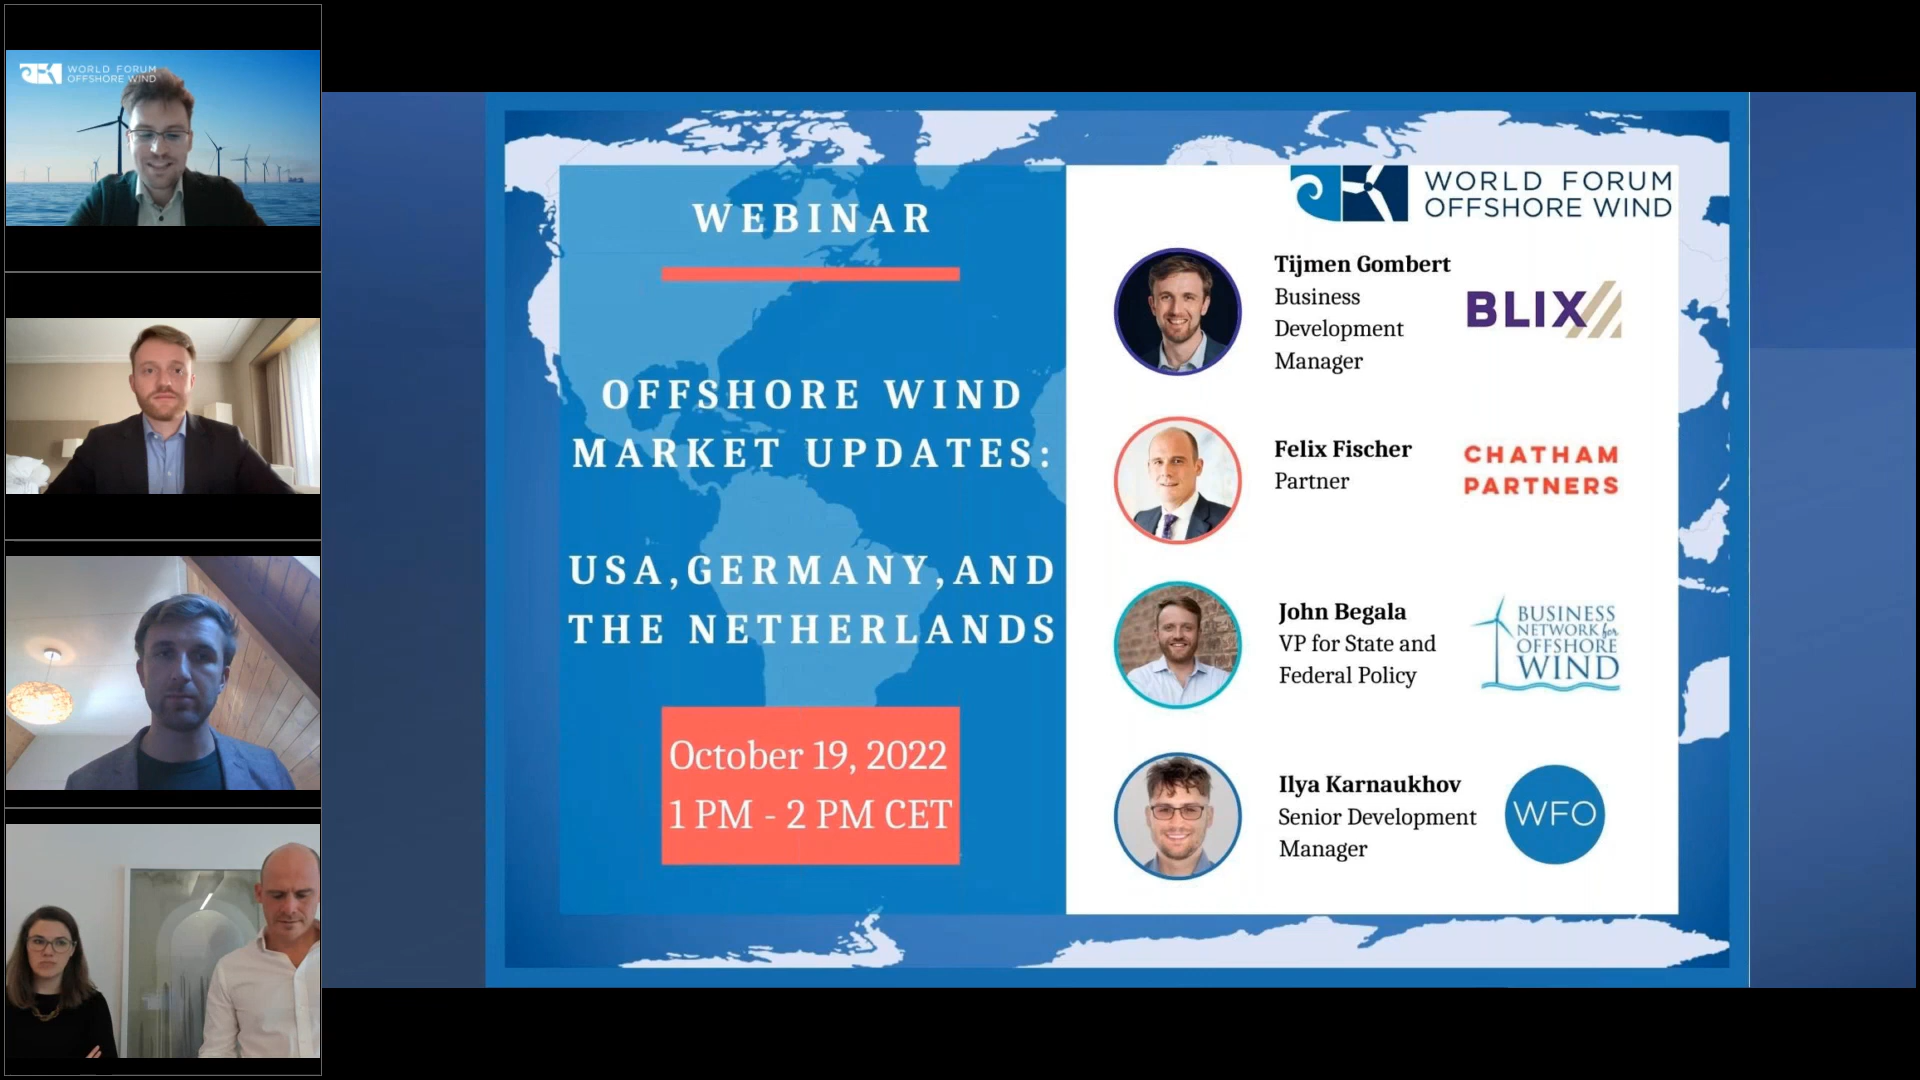 WORLD FORUM
OFFSHORE WIND
WEBINAR
OFFSHORE WIND
MARKET UPDATES:
USA,GERMANY,AND
THE NETHERLANDS
October 19, 2022
1 PM - 2 PM CET
WORLD FORUM
OFFSHORE WIND
Tijmen Gombert
Business
Development
Manager
BLIX
Felix Fischer
Partner
CHATHAM
PARTNERS
John Begala
VP for State and
Federal Policy
BUSINESS
NETWORK for
OFFSHORE
WIND
Ilya Karnaukhov
Senior Development
Manager
WFO